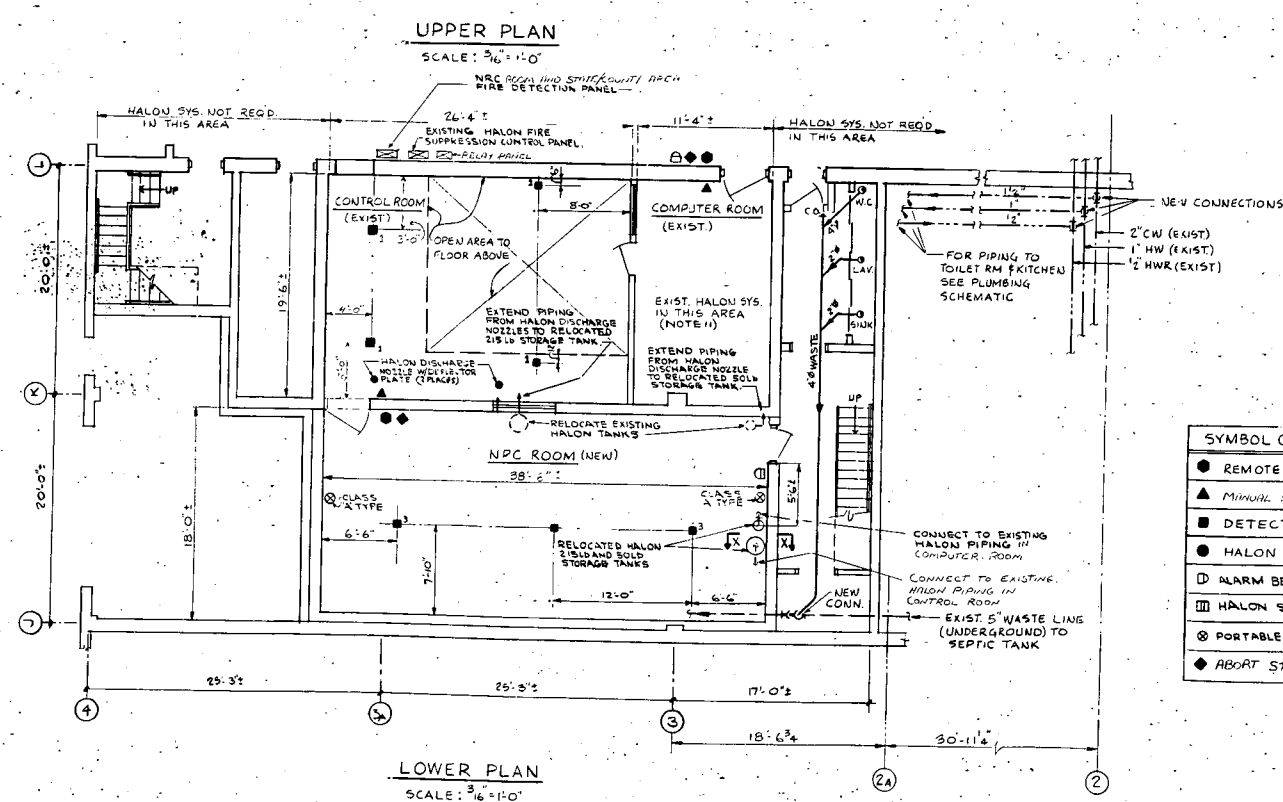 UPPER PLAN
SCALE: 3/16"=1'-0"
NRC ROOM AND STATE/COUNTY AREA
FIRE DETECTION PANEL
HALON SYS. NOT REQ'D.
IN THIS AREA
26'-4"±
11'-4"±
HALON SYS. NOT REQ'D
IN THIS AREA
EXISTING HALON FIRE
SUPPRESSION CONTROL PANEL.
RELAY PANEL
UP
CONTROL ROOM
(EXIST)
1
3'-0"
OPEN AREA TO
FLOOR ABOVE
1
8'-0"
COMPUTER ROOM
(EXIST.)
C.O.
W.C.
LAV.
SINK
1"
NEW CONNECTIONS
2" CW (EXIST)
1" HW (EXIST.)
1/2" HWR (EXIST)
FOR PIPING TO
TOILET RM & KITCHEN
SEE PLUMBING
SCHEMATIC
20'-0"±
19'-6"±
4'-0"
EXTEND PIPING
FROM HALON DISCHARGE
NOZZLES TO RELOCATED
215 Lb STORAGE TANK
EXIST. HALON SYS.
IN THIS AREA
(NOTE 11)
EXTEND PIPING
FROM HALON
DISCHARGE NOZZLE
TO RELOCATED 50Lb
STORAGE TANK.
1
1
HALON DISCHARGE
NOZZLE W/DEFLECTOR
PLATE (2 PLACES)
4"Ø WASTE
UP
K
RELOCATE EXISTING
HALON TANKS
NRC ROOM (NEW)
38'-6"±
20'-0"±
18'-0"±
CLASS
'A' TYPE
CLASS
'A' TYPE
6'-6"
3
3
7'-10"
RELOCATED HALON
215Lb AND 50Lb
STORAGE TANKS
X
X
12'-0"
6'-6"
CONNECT TO EXISTING
HALON PIPING IN
COMPUTER ROOM
CONNECT TO EXISTING
HALON PIPING IN
CONTROL ROOM
NEW
CONN.
EXIST. 5" WASTE LINE
(UNDERGROUND) TO
SEPTIC TANK
25'-3"±
25'-3"±
17'-0"±
4
3A
3
18'-6 3/4
30'-11 1/4"
2A
2
LOWER PLAN
SCALE: 3/16"=1'-0"
SYMBOL
REMOTE
MANUAL
DETECT
HALON
ALARM BE
HALON S
PORTABLE
ABORT ST